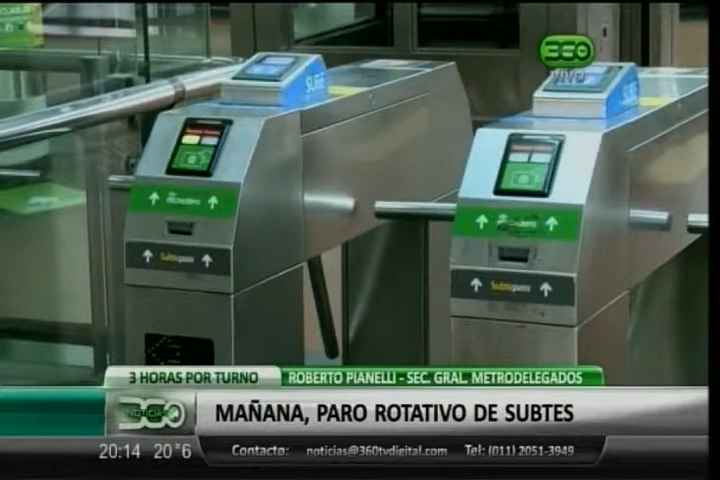 SUBE
SUBE
360
VIVO
Subtepass
Subtepass
3 HORAS POR TURNO
ROBERTO PIANELLI - SEC. GRAL. METRODELEGADOS
NOTICIAS
360
MAÑANA, PARO ROTATIVO DE SUBTES
20:14 20°6
Contacto: noticias@360tvdigital.com Tel: (011) 2051-3949